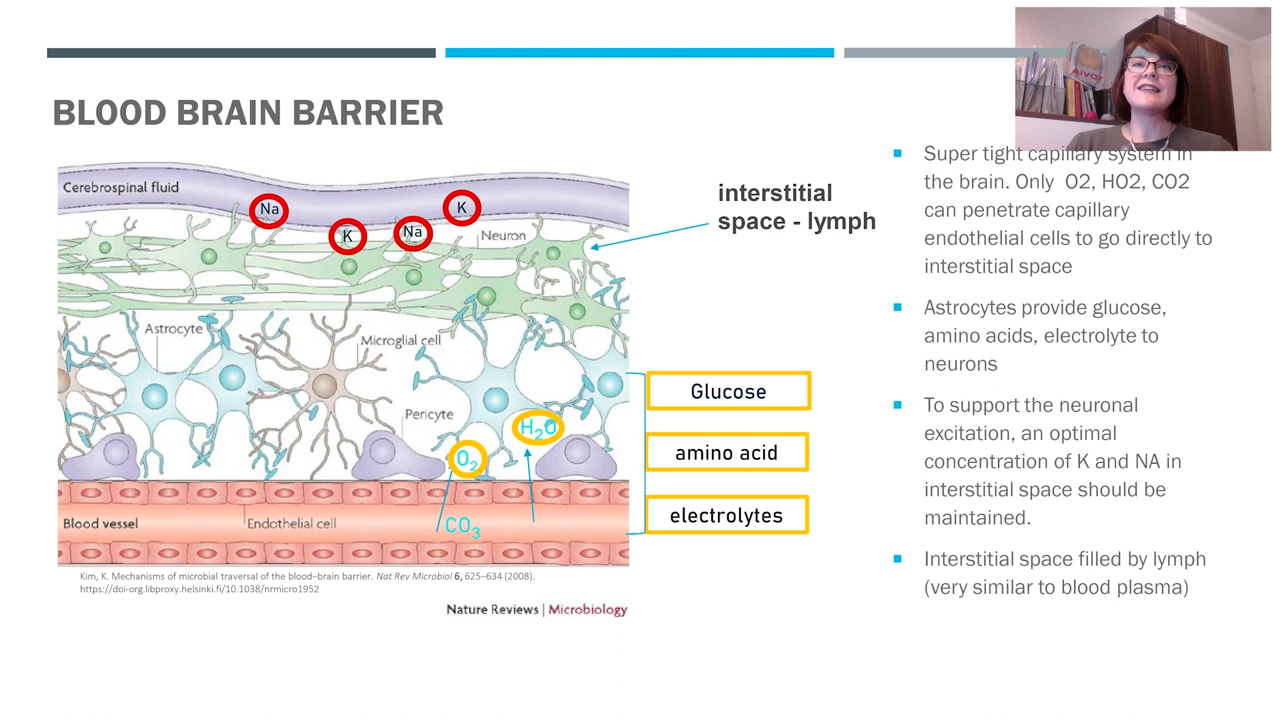 BLOOD BRAIN BARRIER
AIVOT
Cerebrospinal fluid
Na
K
K
Na
Neuron
interstitial
space - lymph
Astrocyte
Microglial cell
Pericyte
H₂O
O₂
CO₃
Blood vessel
Endothelial cell
Glucose
amino acid
electrolytes
Kim, K. Mechanisms of microbial traversal of the blood–brain barrier. Nat Rev Microbiol 6, 625–634 (2008).
https://doi-org.libproxy.helsinki.fi/10.1038/nrmicro1952
Nature Reviews | Microbiology
Super tight capillary system in
the brain. Only O2, HO2, CO2
can penetrate capillary
endothelial cells to go directly to
interstitial space
Astrocytes provide glucose,
amino acids, electrolyte to
neurons
To support the neuronal
excitation, an optimal
concentration of K and NA in
interstitial space should be
maintained.
Interstitial space filled by lymph
(very similar to blood plasma)